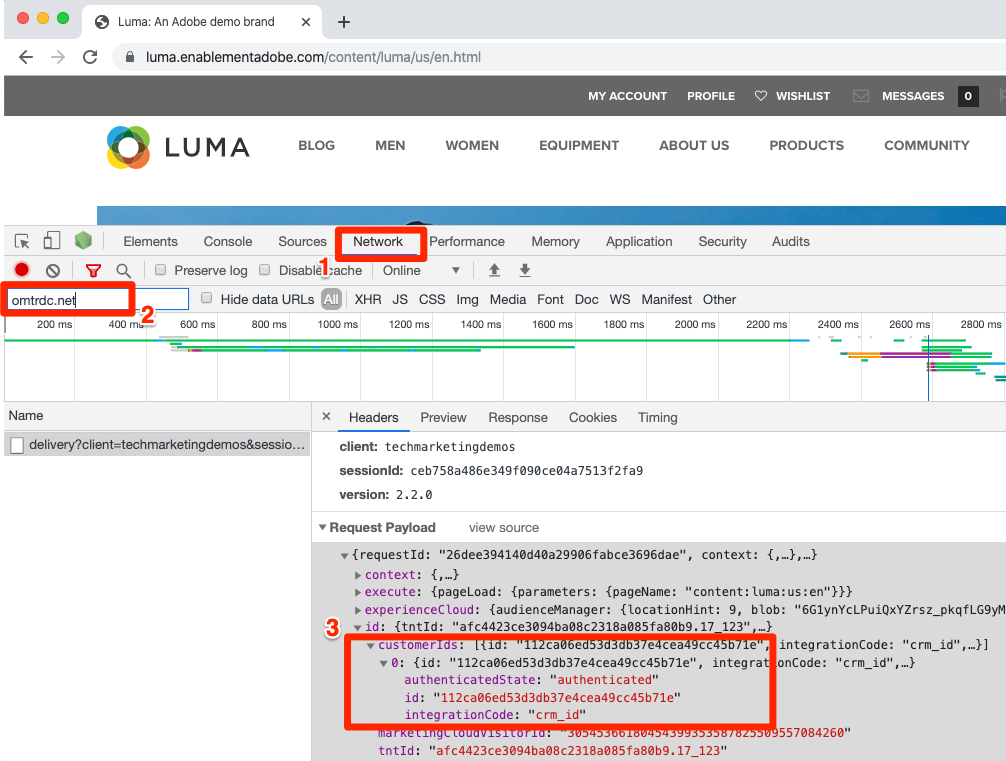 Luma: An Adobe demo brand
luma.enablementadobe.com/content/luma/us/en.html
MY ACCOUNT PROFILE WISHLIST MESSAGES 0
LUMA BLOG MEN WOMEN EQUIPMENT ABOUT US PRODUCTS COMMUNITY
Elements Console Sources Network Performance Memory Application Security Audits
1
Preserve log Disable cache Online
omtrdc.net Hide data URLs All XHR JS CSS Img Media Font Doc WS Manifest Other
2
200 ms 400 ms 600 ms 800 ms 1000 ms 1200 ms 1400 ms 1600 ms 1800 ms 2000 ms 2200 ms 2400 ms 2600 ms 2800 ms
Name
delivery?client=techmarketingdemos&sessio...
Headers Preview Response Cookies Timing
client: techmarketingdemos
sessionId: ceb758a486e349f090ce04a7513f2fa9
version: 2.2.0
Request Payload view source
{requestId: "26dee394140d40a29906fabce3696dae", context: {,…},…}
context: {,…}
execute: {pageLoad: {parameters: {pageName: "content:luma:us:en"}}}
experienceCloud: {audienceManager: {locationHint: 9, blob: "6G1ynYcLPuiQxYZrsz_pkqfLG9yM
3
id: {tntId: "afc4423ce3094ba08c2318a085fa80b9.17_123",…}
customerIds: [{id: "112ca06ed53d3db37e4cea49cc45b71e", integrationCode: "crm_id",…}]
0: {id: "112ca06ed53d3db37e4cea49cc45b71e", integrationCode: "crm_id",…}
authenticatedState: "authenticated"
id: "112ca06ed53d3db37e4cea49cc45b71e"
integrationCode: "crm_id"
marketingCloudVisitorId: "30545366180454399353587825509557084260"
tntId: "afc4423ce3094ba08c2318a085fa80b9.17_123"